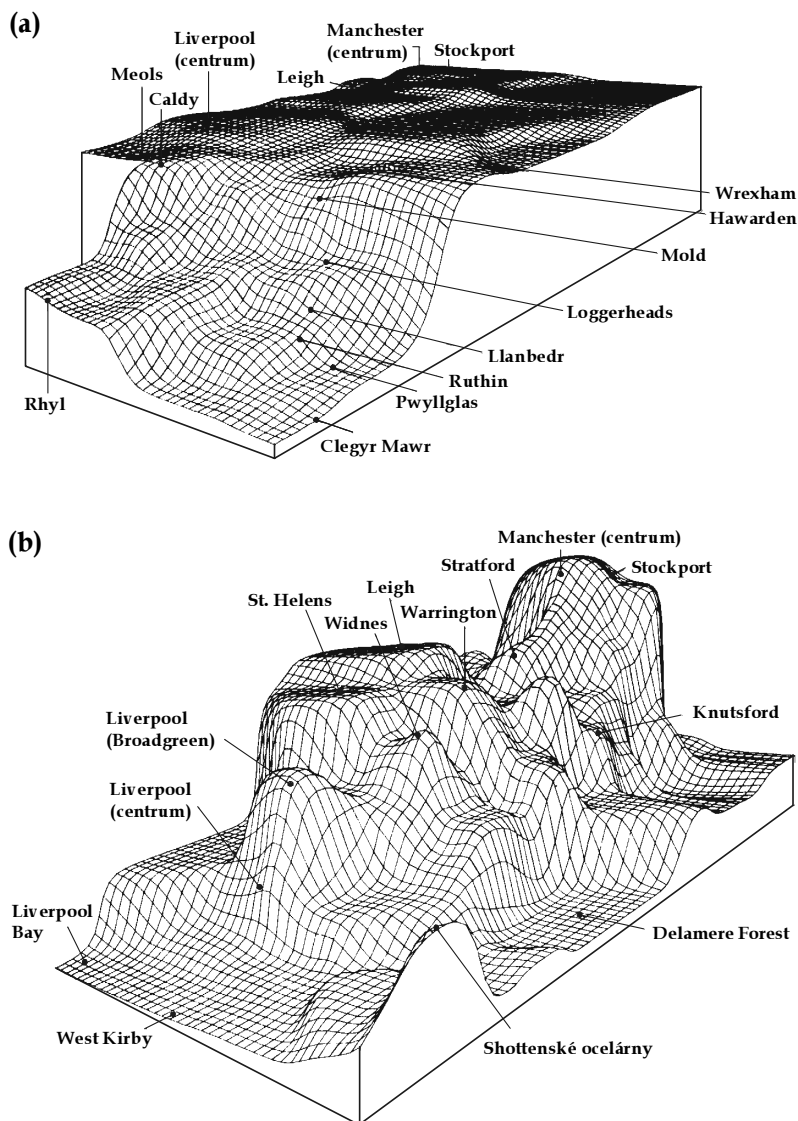 (a)
Manchester
(centrum)
Stockport
Liverpool
(centrum)
Leigh
Meols
Caldy
Wrexham
Hawarden
Mold
Loggerheads
Llanbedr
Ruthin
Pwyllglas
Rhyl
Clegyr Mawr
(b)
Manchester (centrum)
Stratford
Stockport
Leigh
St. Helens
Warrington
Widnes
Liverpool
(Broadgreen)
Knutsford
Liverpool
(centrum)
Liverpool
Bay
Delamere Forest
West Kirby
Shottenské ocelárny